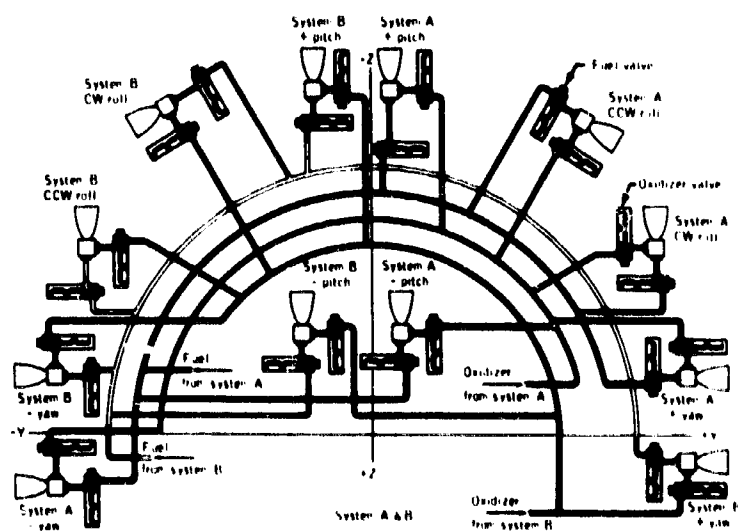 System B
+ pitch
System A
+ pitch
-Z
System B
CW roll
Fuel valve
System A
CCW roll
System B
CCW roll
Oxidizer valve
System A
CW roll
System B
- pitch
System A
- pitch
Fuel
from system A
Oxidizer
from system A
System B
- yaw
System A
+ yaw
-Y
+Y
Fuel
from system B
+Z
System A
- yaw
System A & B
Oxidizer
from system B
System B
+ yaw